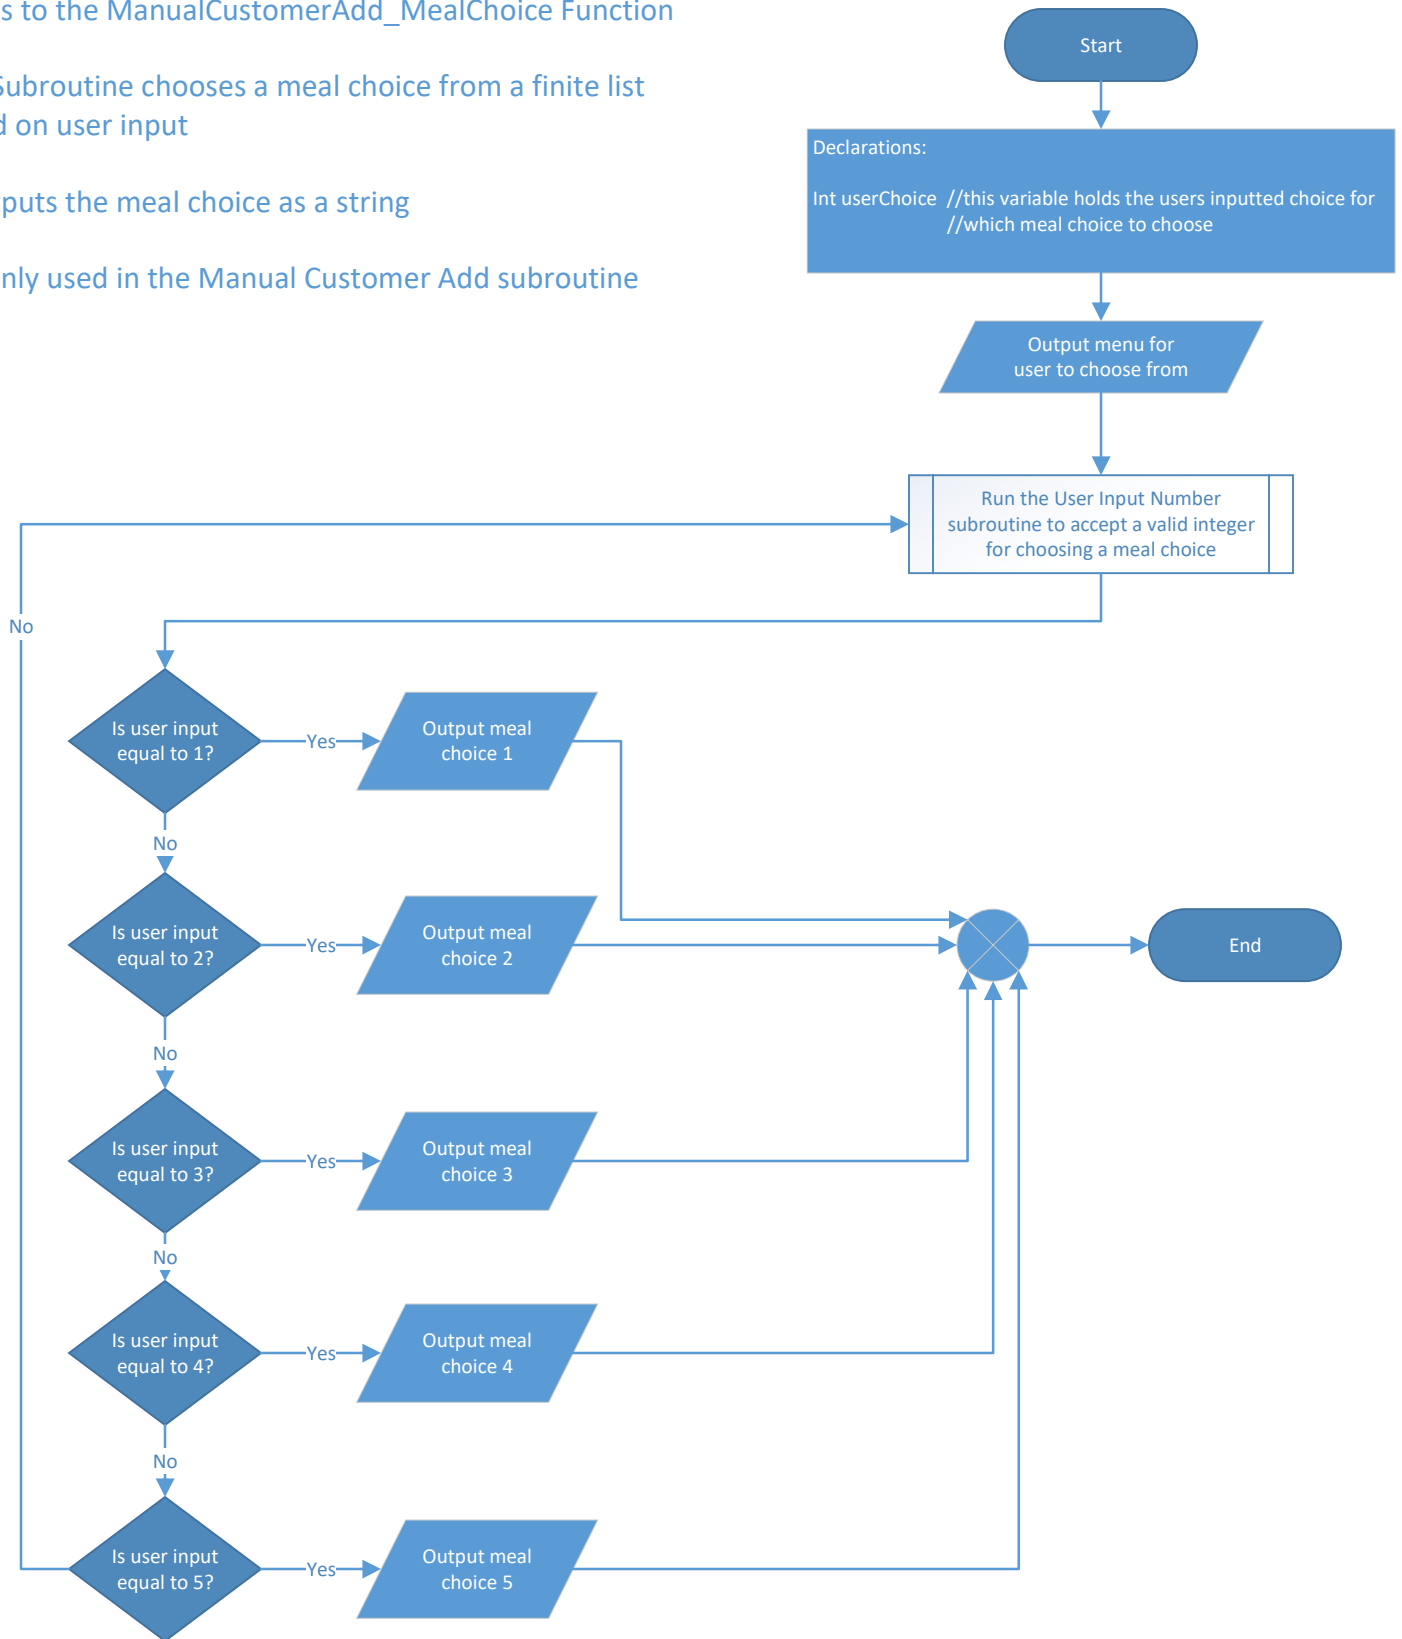 s to the ManualCustomerAdd_MealChoice Function
Subroutine chooses a meal choice from a finite list
d on user input
puts the meal choice as a string
nly used in the Manual Customer Add subroutine
Start
Declarations:
Int userChoice //this variable holds the users inputted choice for
//which meal choice to choose
Output menu for
user to choose from
Run the User Input Number
subroutine to accept a valid integer
for choosing a meal choice
No
Is user input
equal to 1?
Yes
Output meal
choice 1
No
Is user input
equal to 2?
Yes
Output meal
choice 2
End
No
Is user input
equal to 3?
Yes
Output meal
choice 3
No
Is user input
equal to 4?
Yes
Output meal
choice 4
No
Is user input
equal to 5?
Yes
Output meal
choice 5